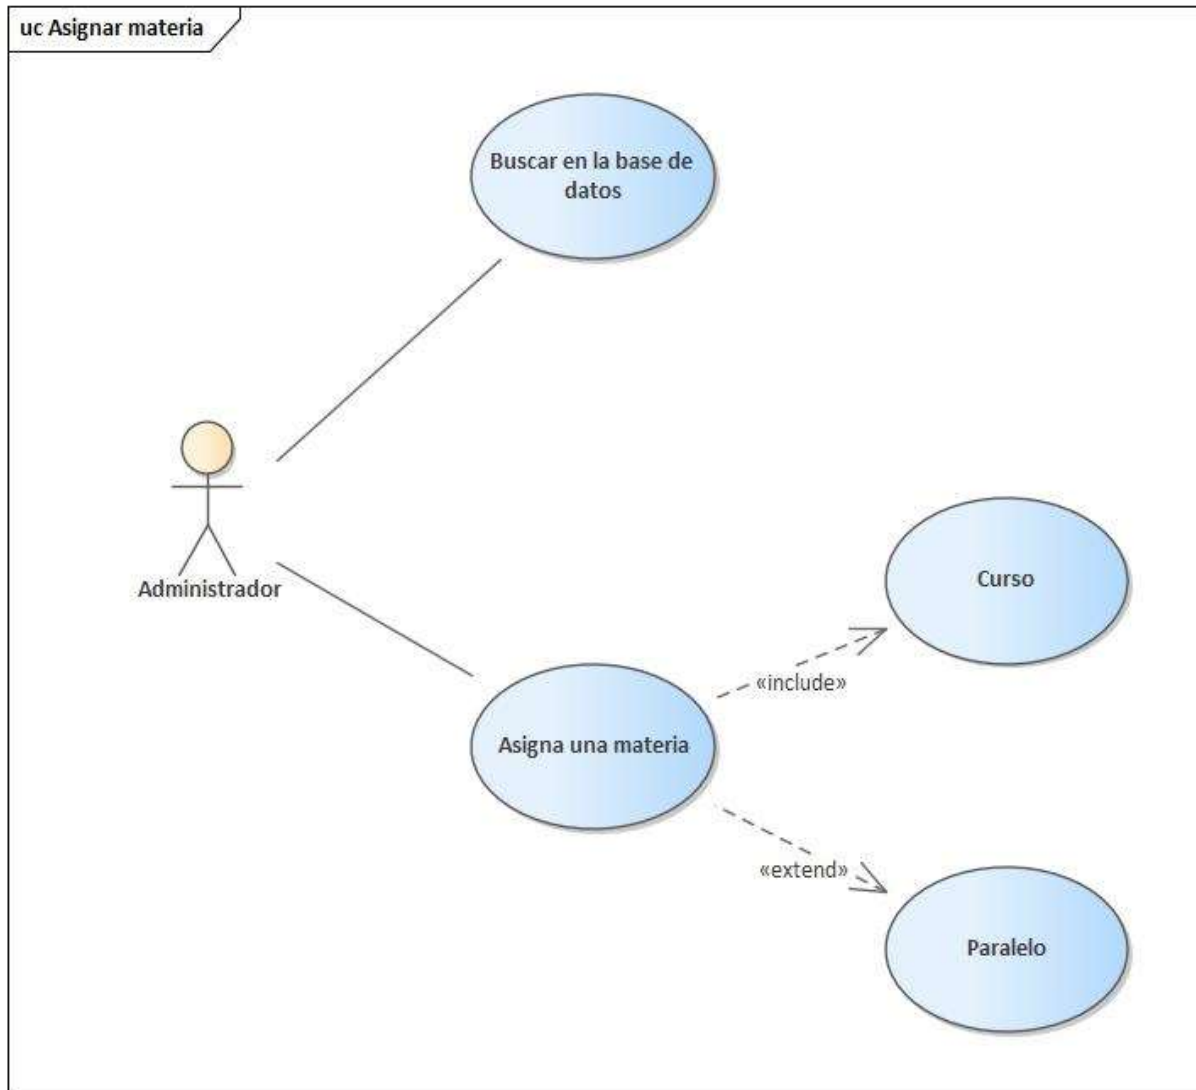 uc Asignar materia
Buscar en la base de
datos
Administrador
Curso
«include»
Asigna una materia
«extend»
Paralelo